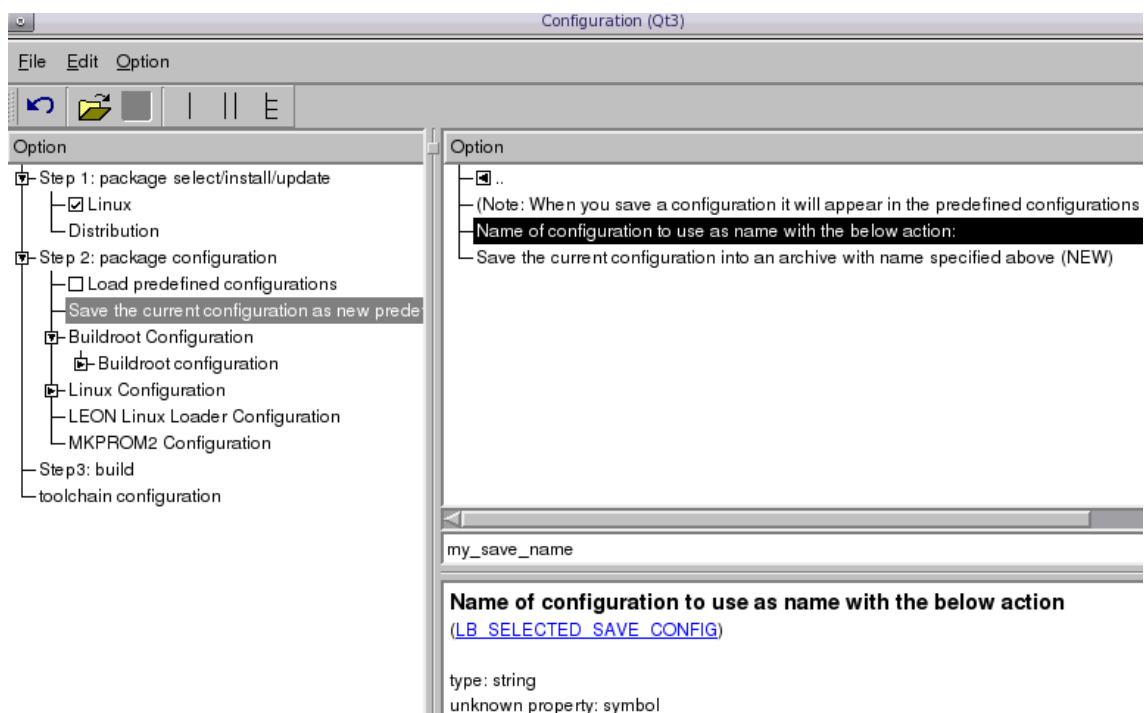 Configuration (Qt3)
File Edit Option
Option
Step 1: package select/install/update
Linux
Distribution
Step 2: package configuration
Load predefined configurations
Save the current configuration as new prede
Buildroot Configuration
Buildroot configuration
Linux Configuration
LEON Linux Loader Configuration
MKPROM2 Configuration
Step3: build
toolchain configuration
Option
..
(Note: When you save a configuration it will appear in the predefined configurations
Name of configuration to use as name with the below action:
Save the current configuration into an archive with name specified above (NEW)
my_save_name
Name of configuration to use as name with the below action
(LB_SELECTED_SAVE_CONFIG)
type: string
unknown property: symbol